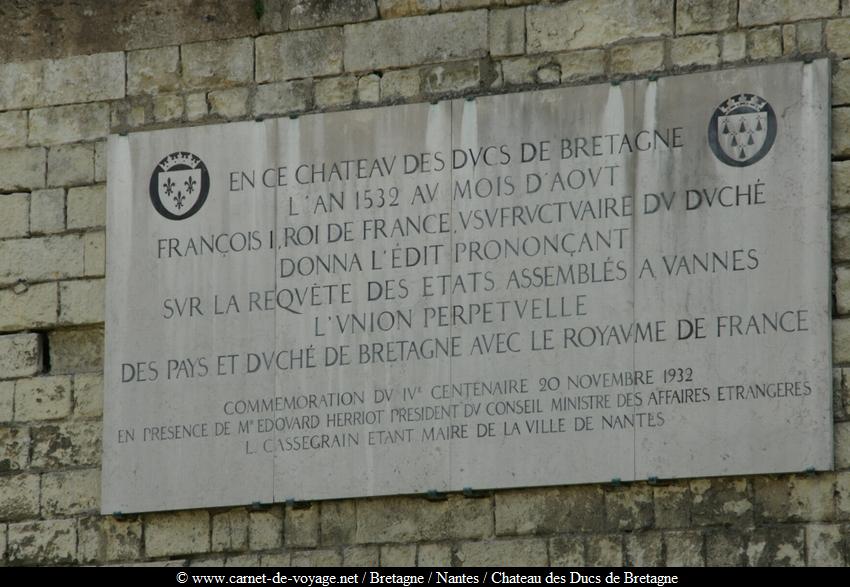 EN CE CHATEAV DES DVCS DE BRETAGNE
L'AN 1532 AV MOIS D'AOVT
FRANÇOIS I, ROI DE FRANCE, VSVFRVCTVAIRE DV DVCHÉ
DONNA L'ÉDIT PRONONÇANT
SVR LA REQVÈTE DES ETATS ASSEMBLÉS A VANNES
L'VNION PERPETVELLE
DES PAYS ET DVCHÉ DE BRETAGNE AVEC LE ROYAVME DE FRANCE
COMMEMORATION DV IVᵉ CENTENAIRE 20 NOVEMBRE 1932
EN PRESENCE DE Mᴿ EDOVARD HERRIOT PRESIDENT DV CONSEIL MINISTRE DES AFFAIRES ETRANGERES
L. CASSEGRAIN ETANT MAIRE DE LA VILLE DE NANTES
© www.carnet-de-voyage.net / Bretagne / Nantes / Chateau des Ducs de Bretagne